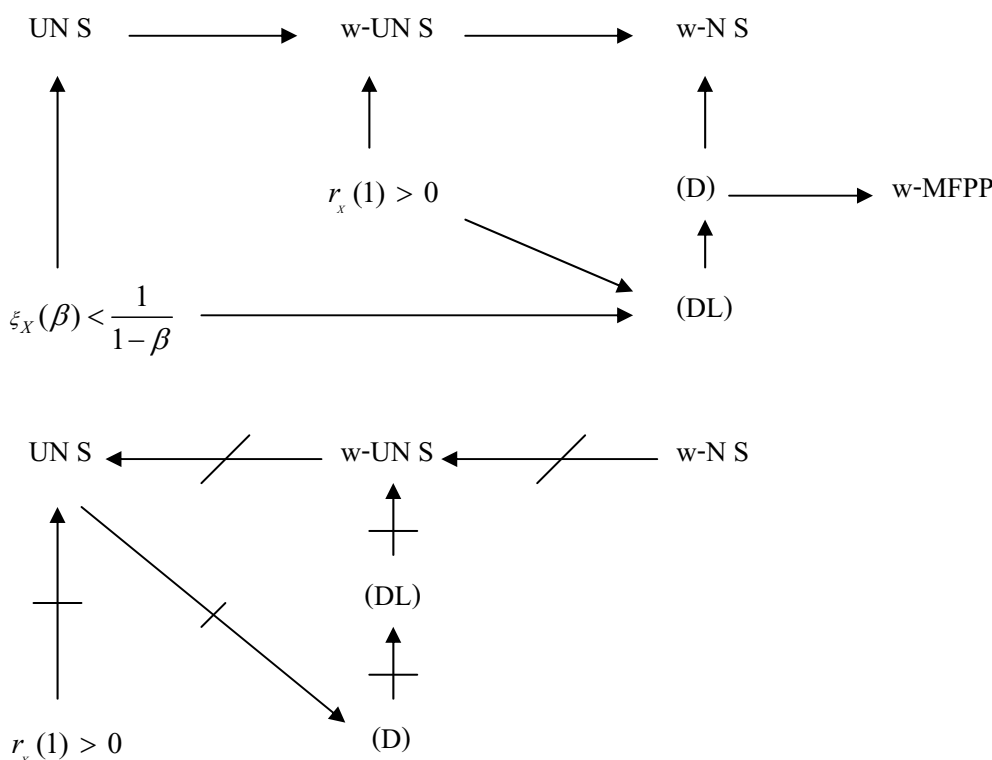 UN S w-UN S w-N S
r_x (1) > 0 (D) w-MFPP
ξ_X (β) < 1/(1-β) (DL)
UN S w-UN S w-N S
(DL)
r_x (1) > 0 (D)